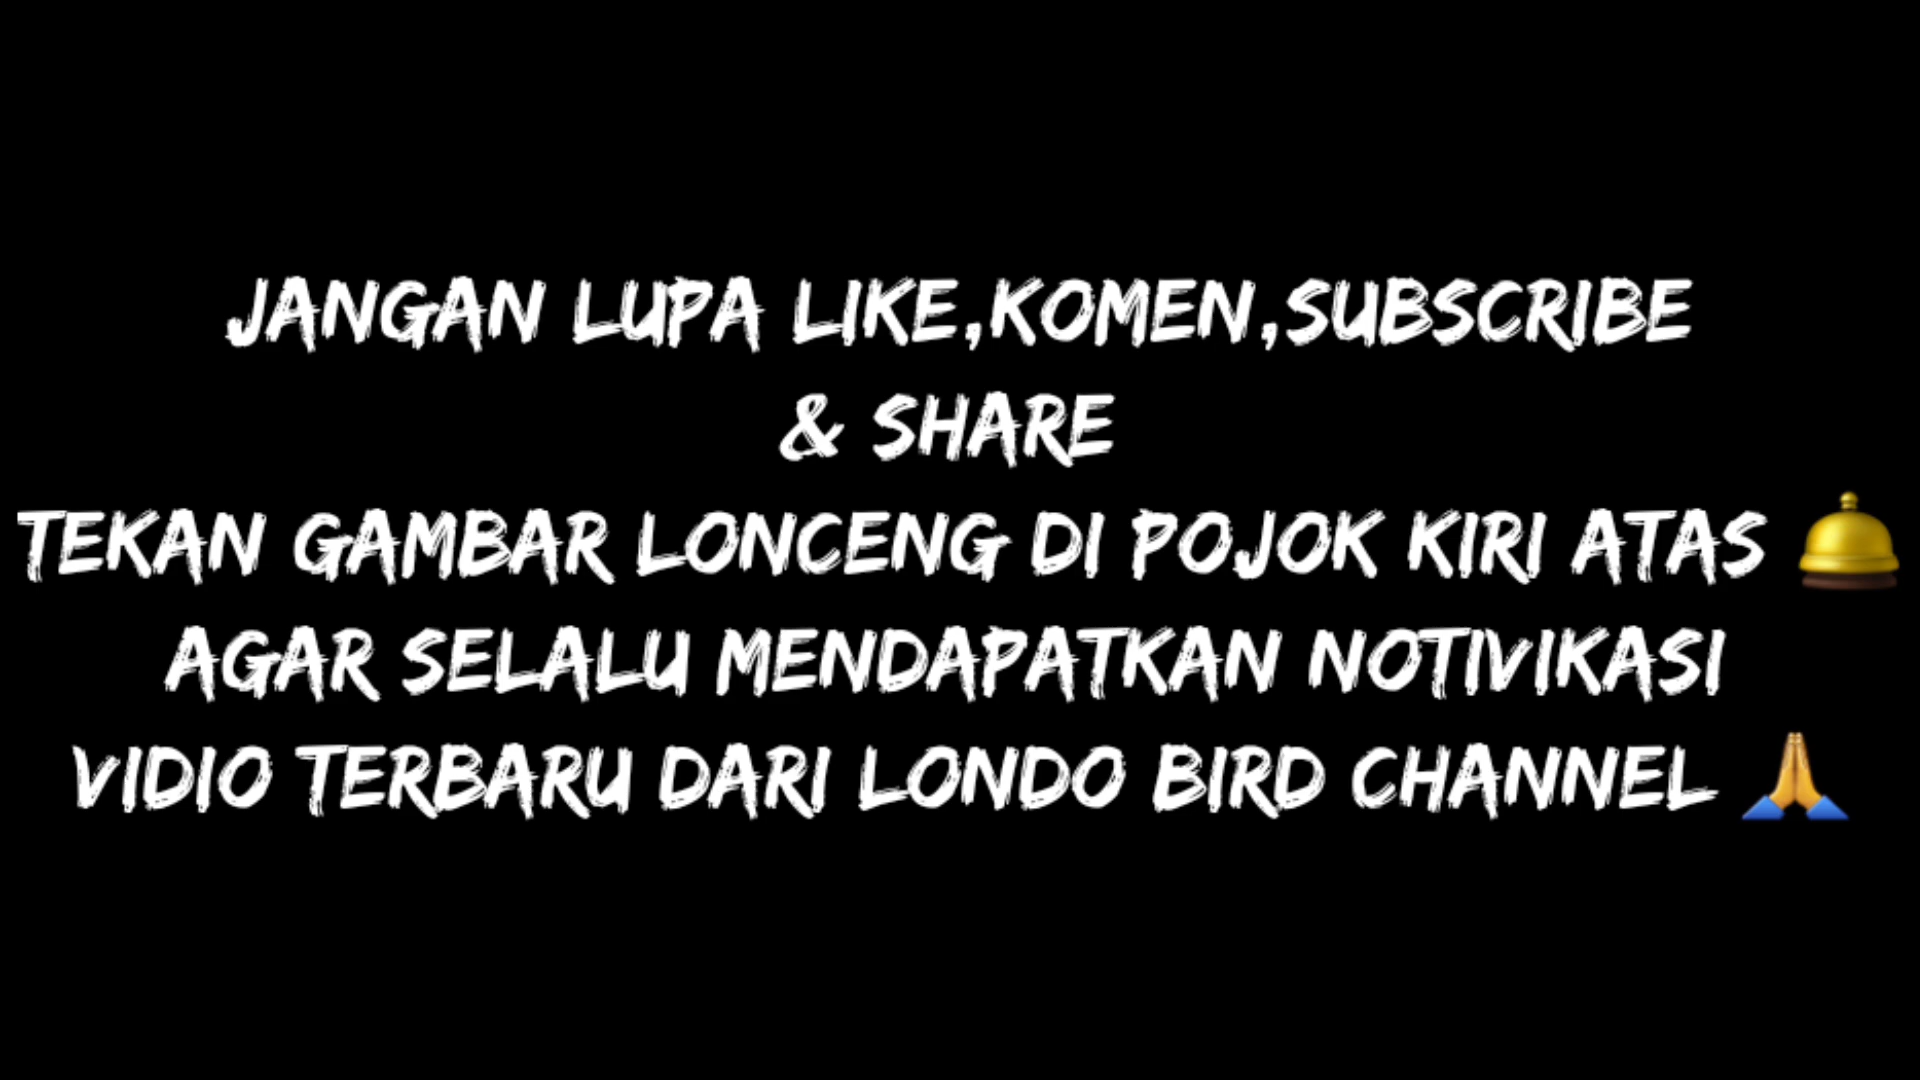 JANGAN LUPA LIKE,KOMEN,SUBSCRIBE
& SHARE
TEKAN GAMBAR LONCENG DI POJOK KIRI ATAS 🛎️
AGAR SELALU MENDAPATKAN NOTIVIKASI
VIDIO TERBARU DARI LONDO BIRD CHANNEL 🙏